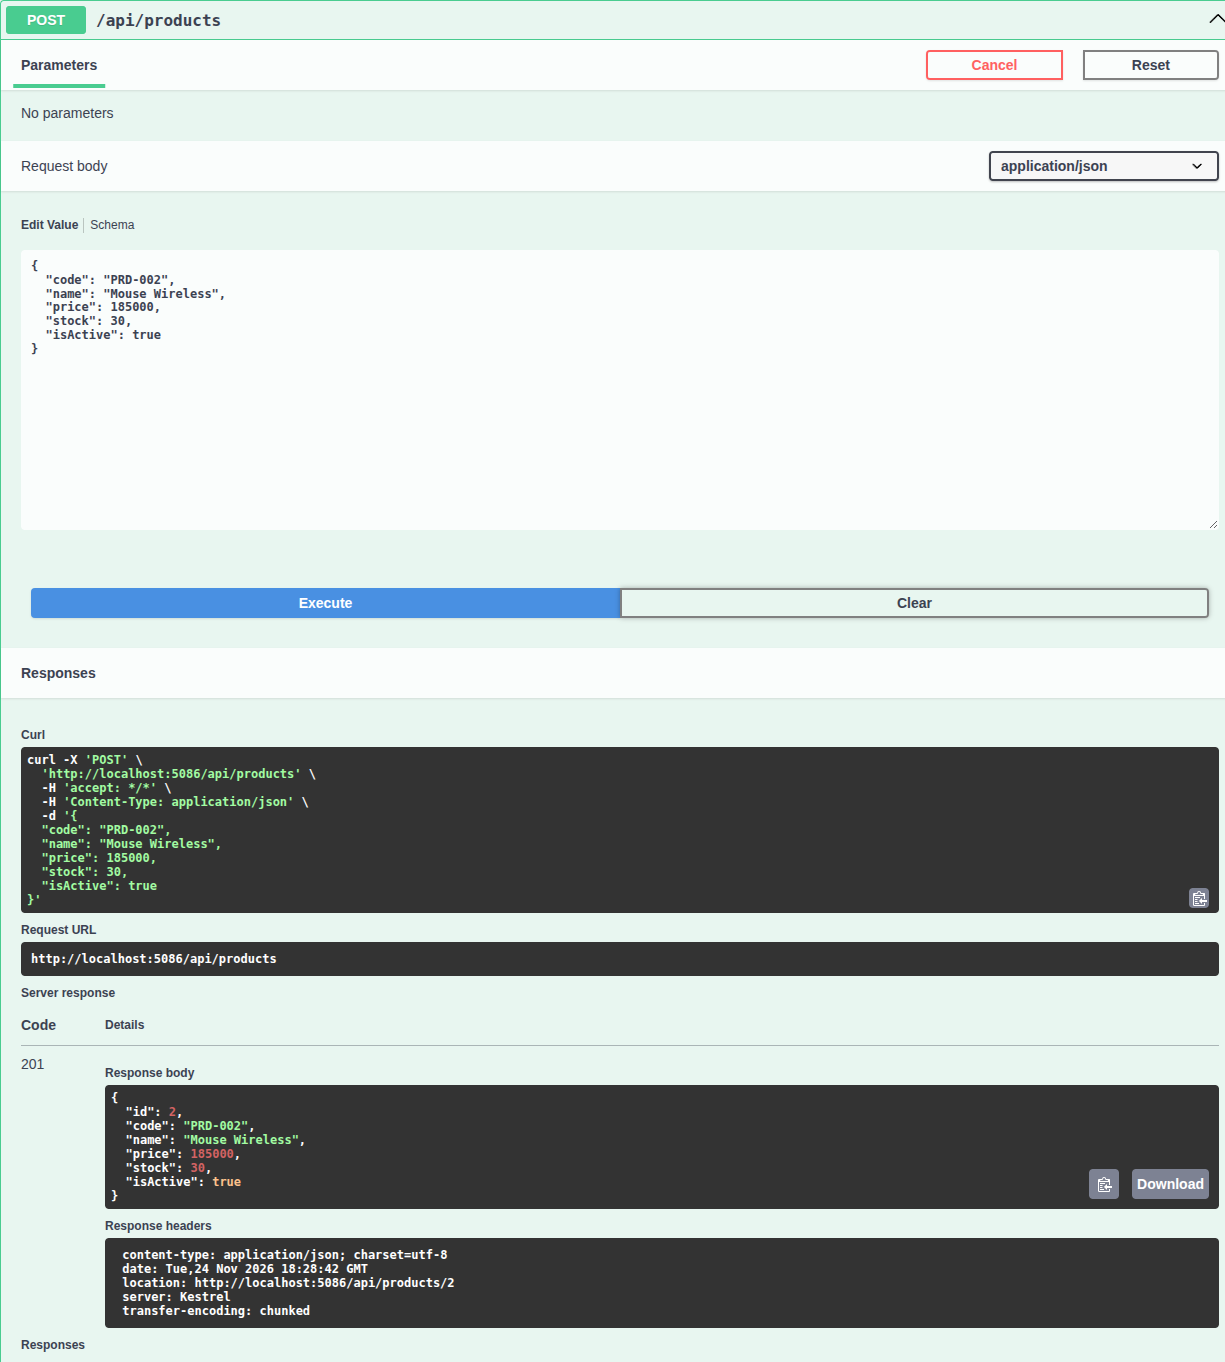 POST /api/products
Parameters Cancel Reset
No parameters
Request body application/json
Edit Value Schema
{
  "code": "PRD-002",
  "name": "Mouse Wireless",
  "price": 185000,
  "stock": 30,
  "isActive": true
}
Execute Clear
Responses
Curl
curl -X 'POST' \
  'http://localhost:5086/api/products' \
  -H 'accept: */*' \
  -H 'Content-Type: application/json' \
  -d '{
  "code": "PRD-002",
  "name": "Mouse Wireless",
  "price": 185000,
  "stock": 30,
  "isActive": true
}'
Request URL
http://localhost:5086/api/products
Server response
Code Details
201
Response body
{
  "id": 2,
  "code": "PRD-002",
  "name": "Mouse Wireless",
  "price": 185000,
  "stock": 30,
  "isActive": true
}
Download
Response headers
content-type: application/json; charset=utf-8
date: Tue,24 Nov 2026 18:28:42 GMT
location: http://localhost:5086/api/products/2
server: Kestrel
transfer-encoding: chunked
Responses